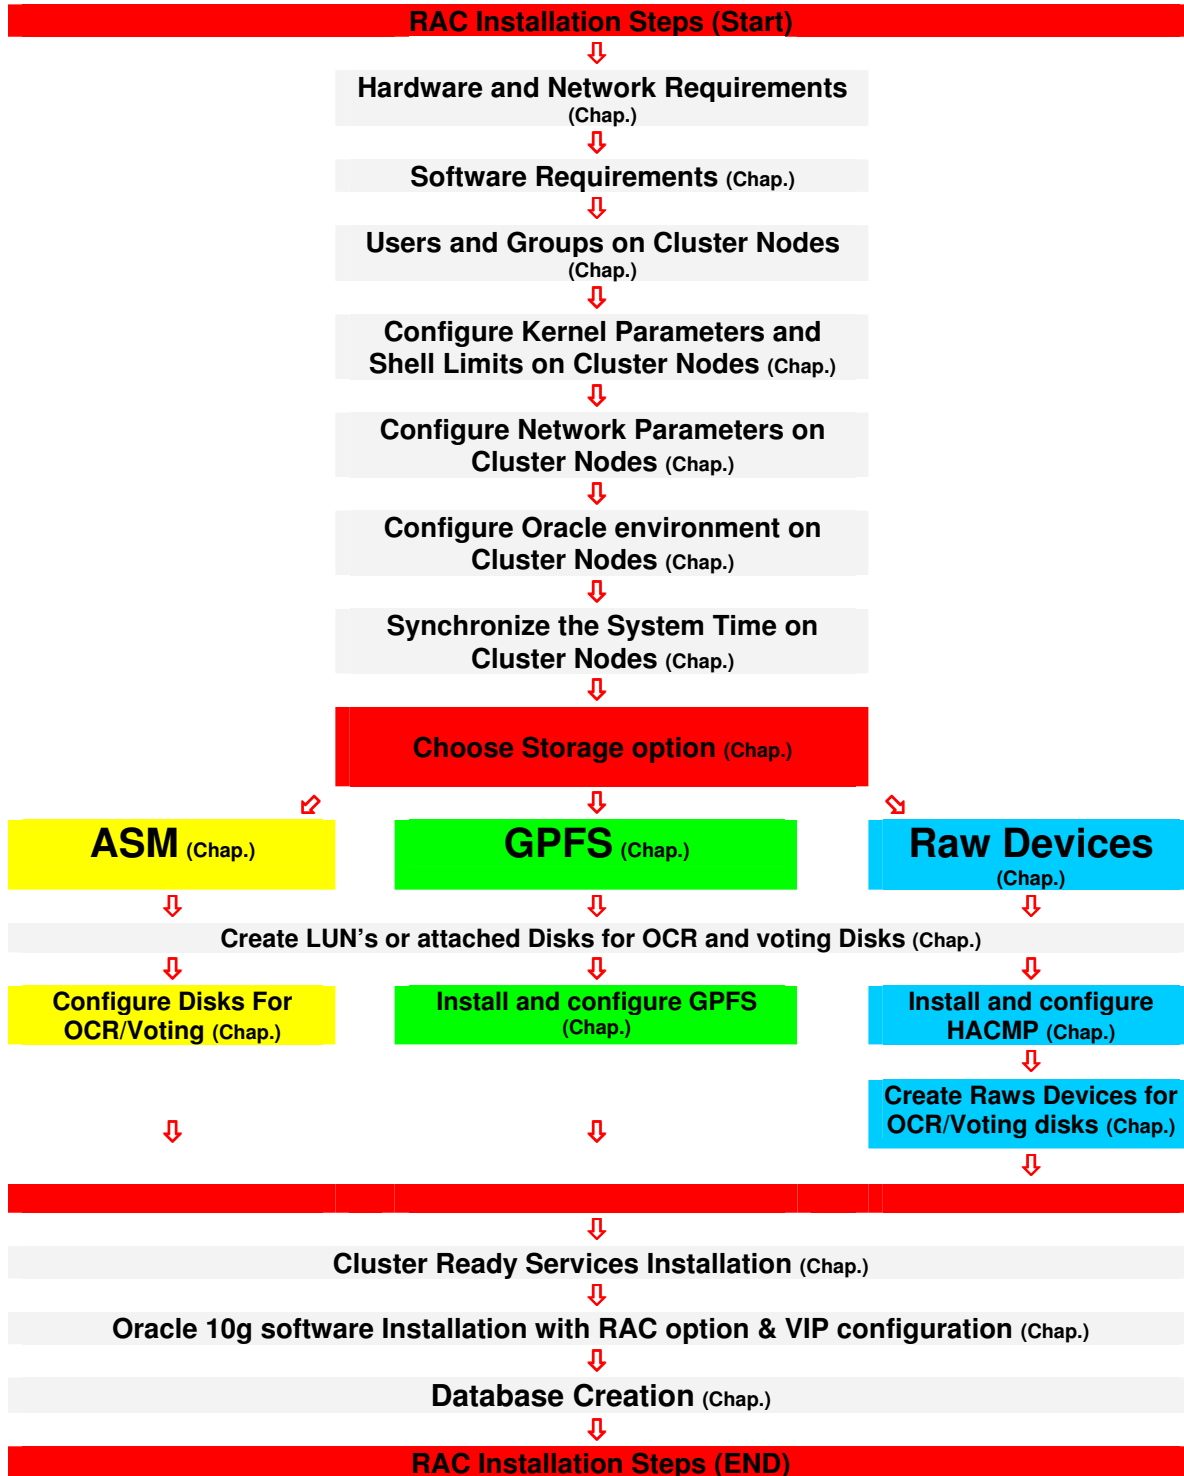 RAC Installation Steps (Start)
Hardware and Network Requirements
(Chap.)
Software Requirements (Chap.)
Users and Groups on Cluster Nodes
(Chap.)
Configure Kernel Parameters and
Shell Limits on Cluster Nodes (Chap.)
Configure Network Parameters on
Cluster Nodes (Chap.)
Configure Oracle environment on
Cluster Nodes (Chap.)
Synchronize the System Time on
Cluster Nodes (Chap.)
Choose Storage option (Chap.)
ASM (Chap.)
GPFS (Chap.)
Raw Devices
(Chap.)
Create LUN's or attached Disks for OCR and voting Disks (Chap.)
Configure Disks For
OCR/Voting (Chap.)
Install and configure GPFS
(Chap.)
Install and configure
HACMP (Chap.)
Create Raws Devices for
OCR/Voting disks (Chap.)
Cluster Ready Services Installation (Chap.)
Oracle 10g software Installation with RAC option & VIP configuration (Chap.)
Database Creation (Chap.)
RAC Installation Steps (END)